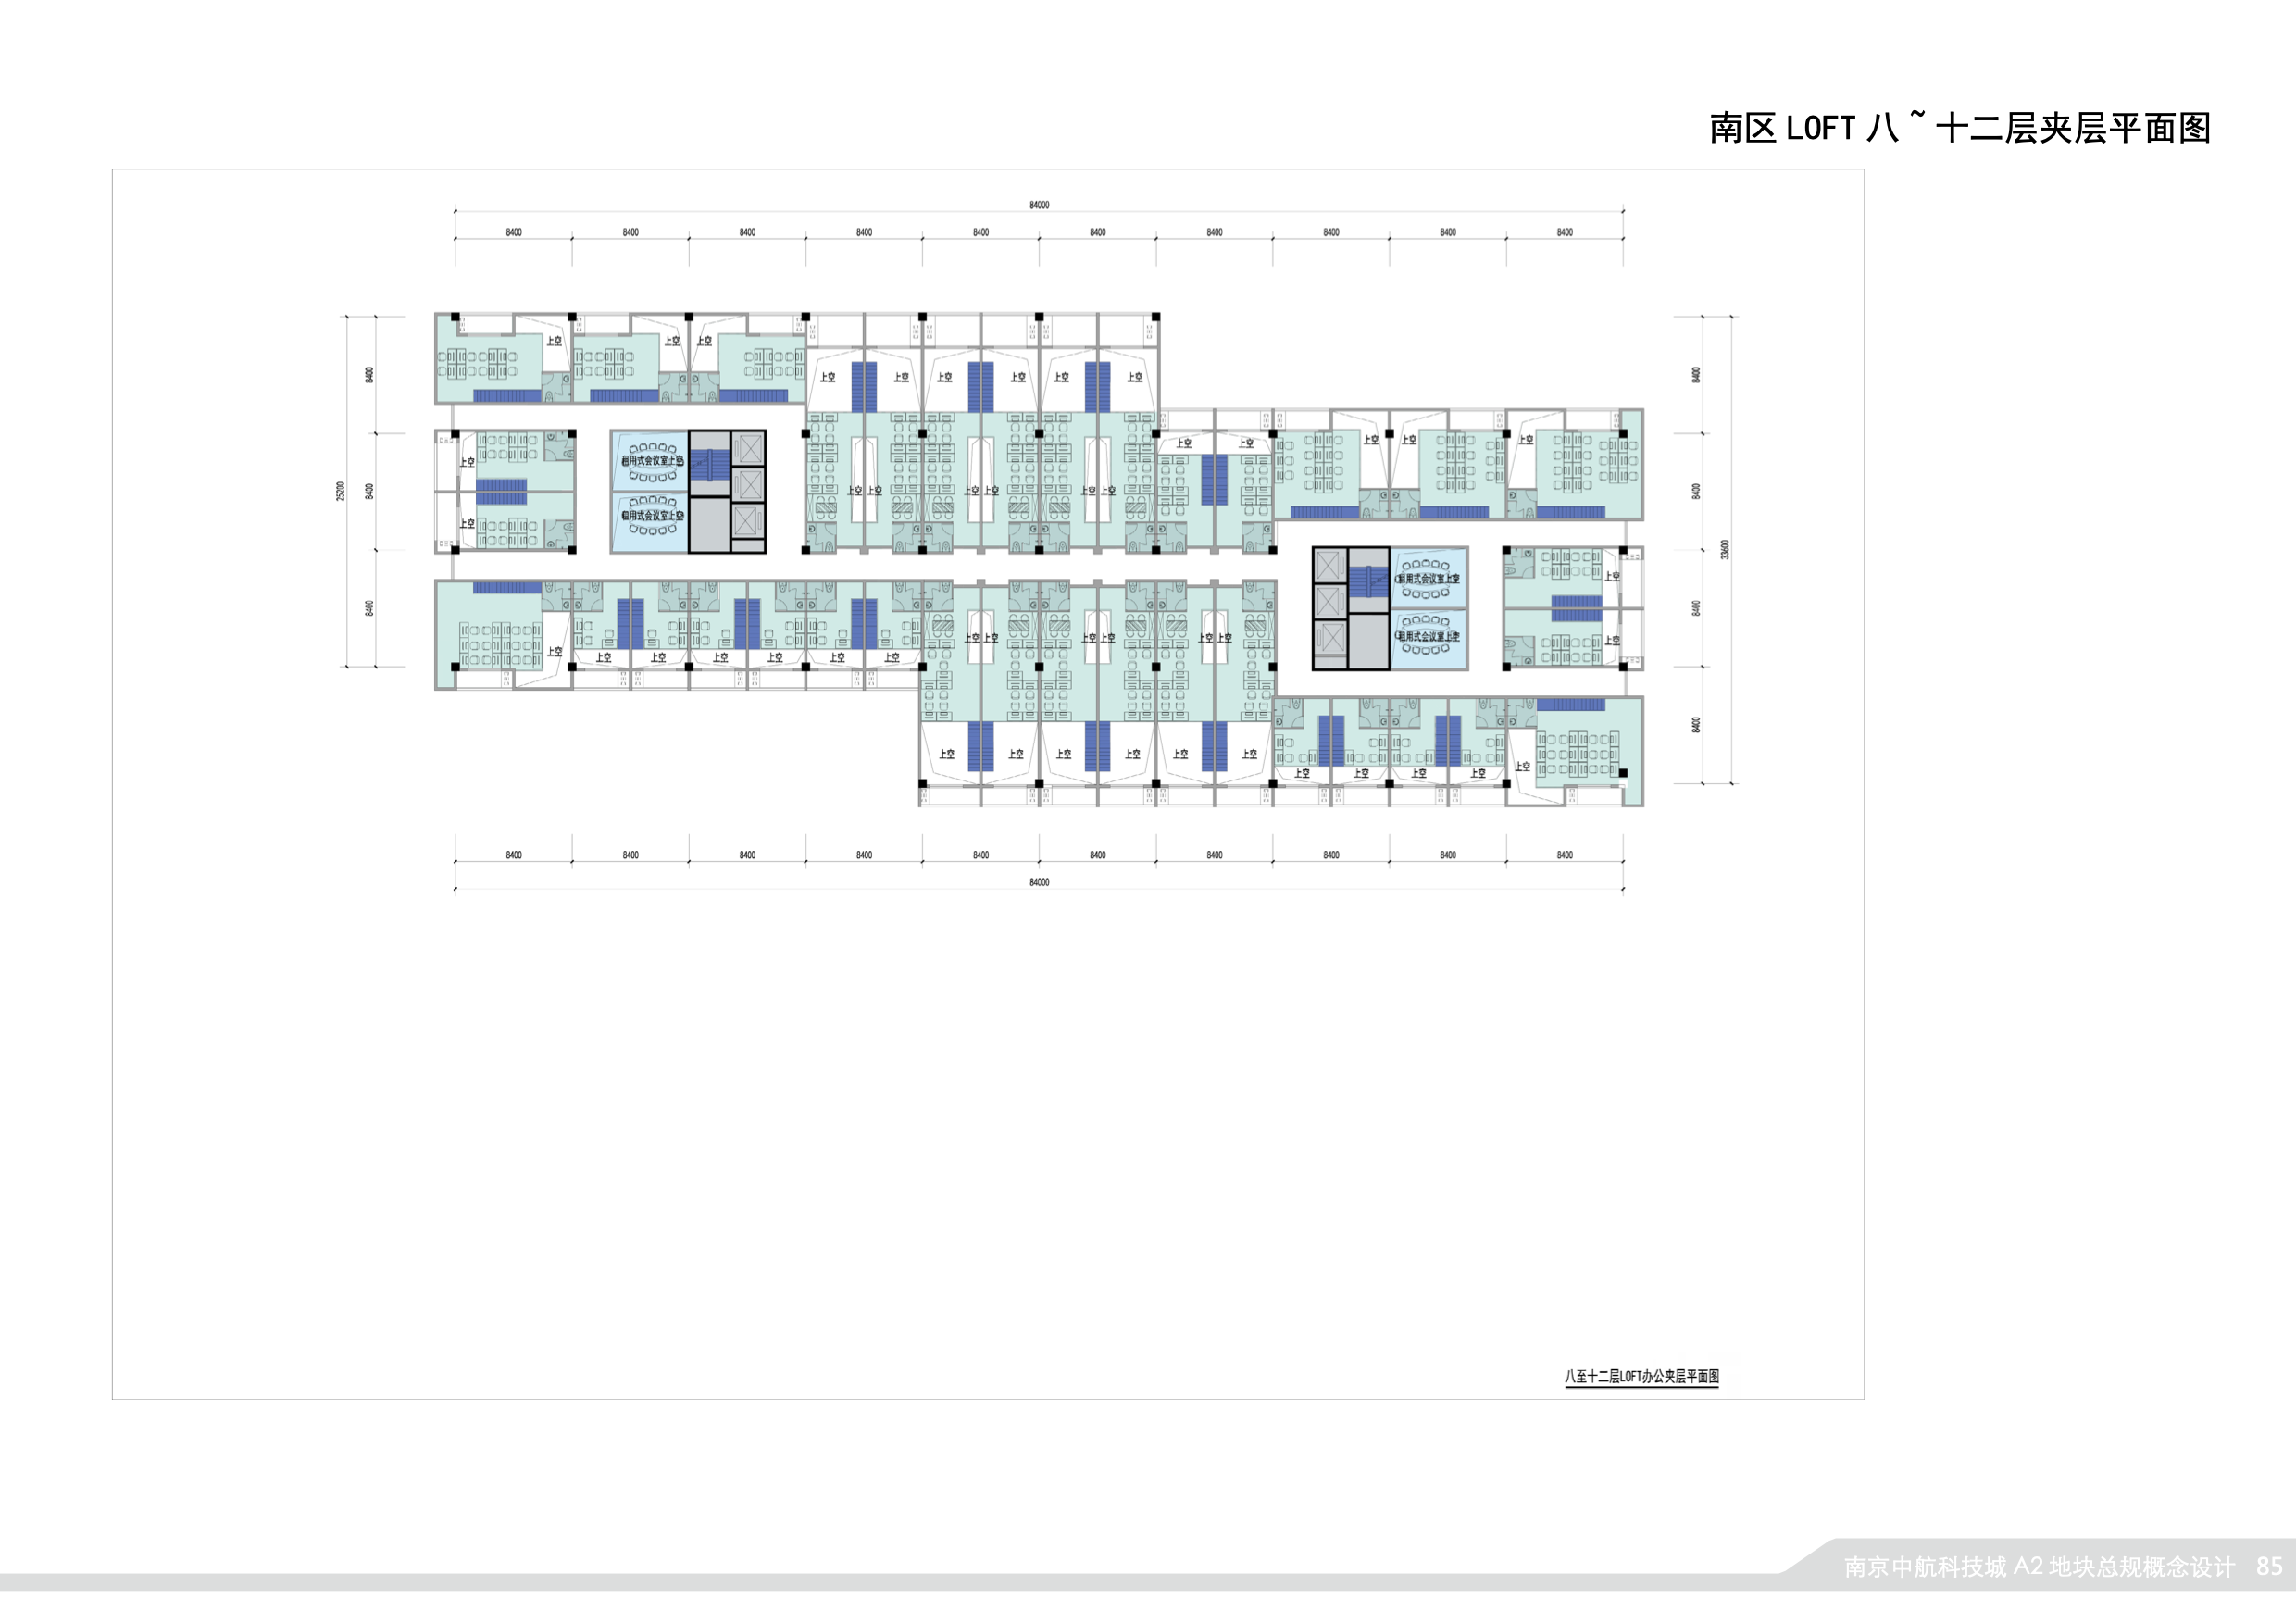 南区 LOFT 八 ~ 十二层夹层平面图
84000
8400 8400 8400 8400 8400 8400 8400 8400 8400 8400
上空 上空 上空
上空 上空 上空 上空 上空 上空
8400
8400
上空 上空 上空 上空 上空
上空
租用式会议室上空
25200
8400
上空 上空 上空 上空 上空 上空
8400
租用式会议室上空
上空
33600
租用式会议室上空
上空
8400
8400
上空 上空 上空 上空 上空 上空
租用式会议室上空
上空
上空 上空 上空 上空 上空 上空 上空
8400
上空 上空 上空 上空 上空 上空
上空 上空 上空 上空 上空
8400 8400 8400 8400 8400 8400 8400 8400 8400 8400
84000
八至十二层LOFT办公夹层平面图
南京中航科技城 A2 地块总规概念设计 85